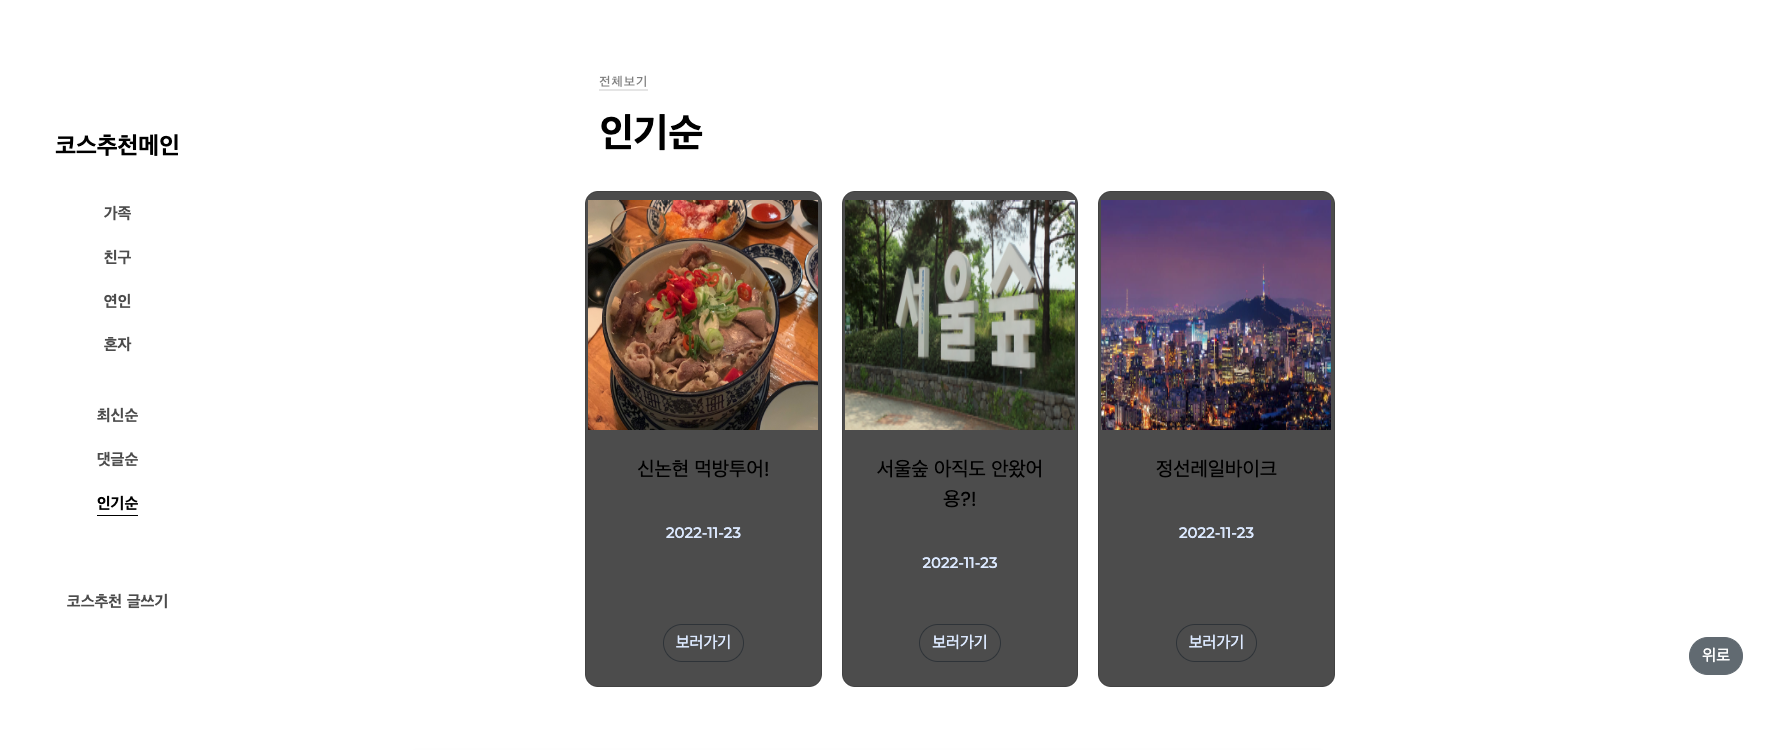 전체보기
인기순
코스추천메인
가족
친구
연인
혼자
최신순
댓글순
인기순
코스추천 글쓰기
서울숲
신논현 먹방투어!
2022-11-23
보러가기
서울숲 아직도 안왔어
용?!
2022-11-23
보러가기
정선레일바이크
2022-11-23
보러가기
위로